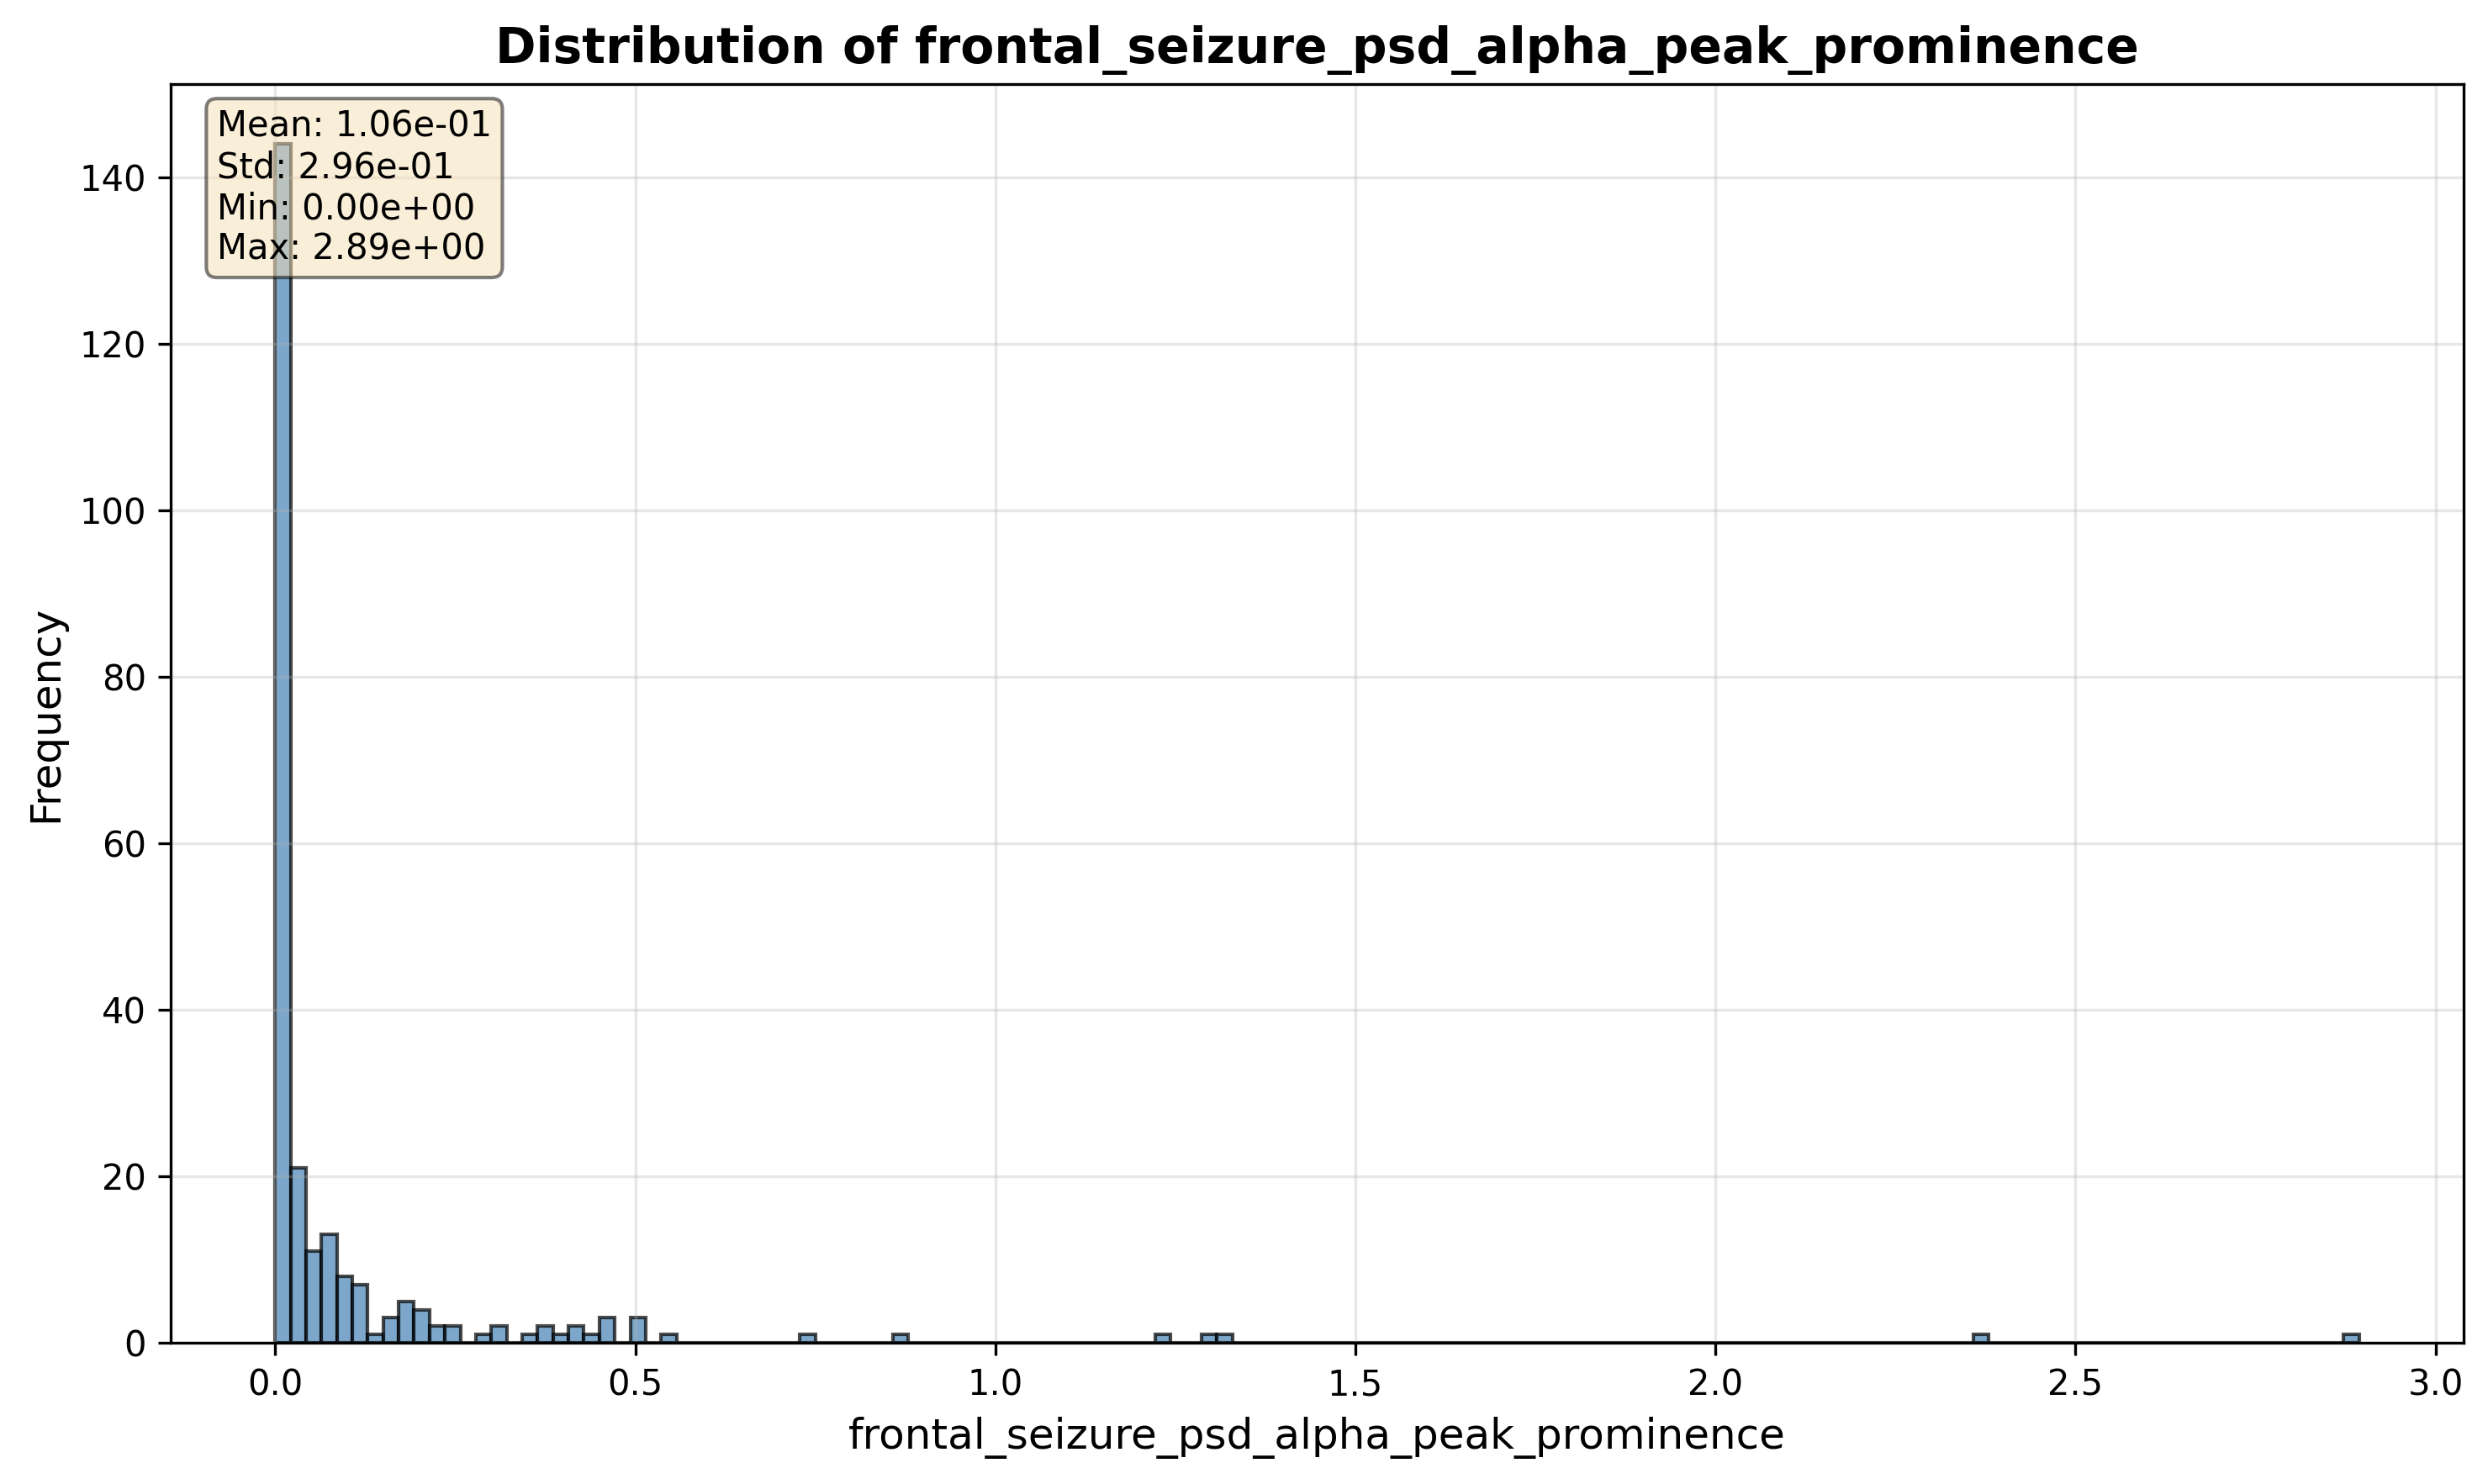 Distribution of frontal_seizure_psd_alpha_peak_prominence
Mean: 1.06e-01
Std: 2.96e-01
Min: 0.00e+00
Max: 2.89e+00
140
120
100
80
60
40
20
0
Frequency
0.0 0.5 1.0 1.5 2.0 2.5 3.0
frontal_seizure_psd_alpha_peak_prominence